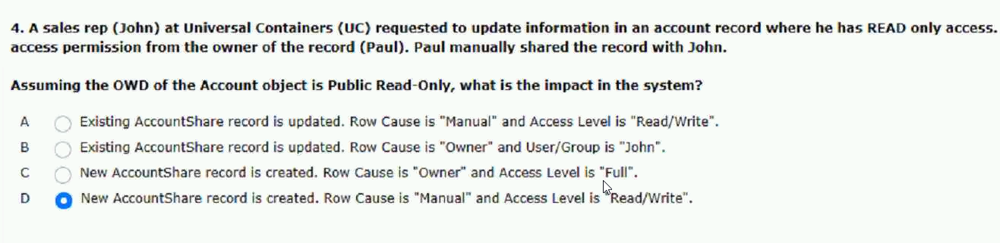 4. A sales rep (John) at Universal Containers (UC) requested to update information in an account record where he has READ only access.
access permission from the owner of the record (Paul). Paul manually shared the record with John.
Assuming the OWD of the Account object is Public Read-Only, what is the impact in the system?
A Existing AccountShare record is updated. Row Cause is "Manual" and Access Level is "Read/Write".
B Existing AccountShare record is updated. Row Cause is "Owner" and User/Group is "John".
C New AccountShare record is created. Row Cause is "Owner" and Access Level is "Full".
D New AccountShare record is created. Row Cause is "Manual" and Access Level is "Read/Write".